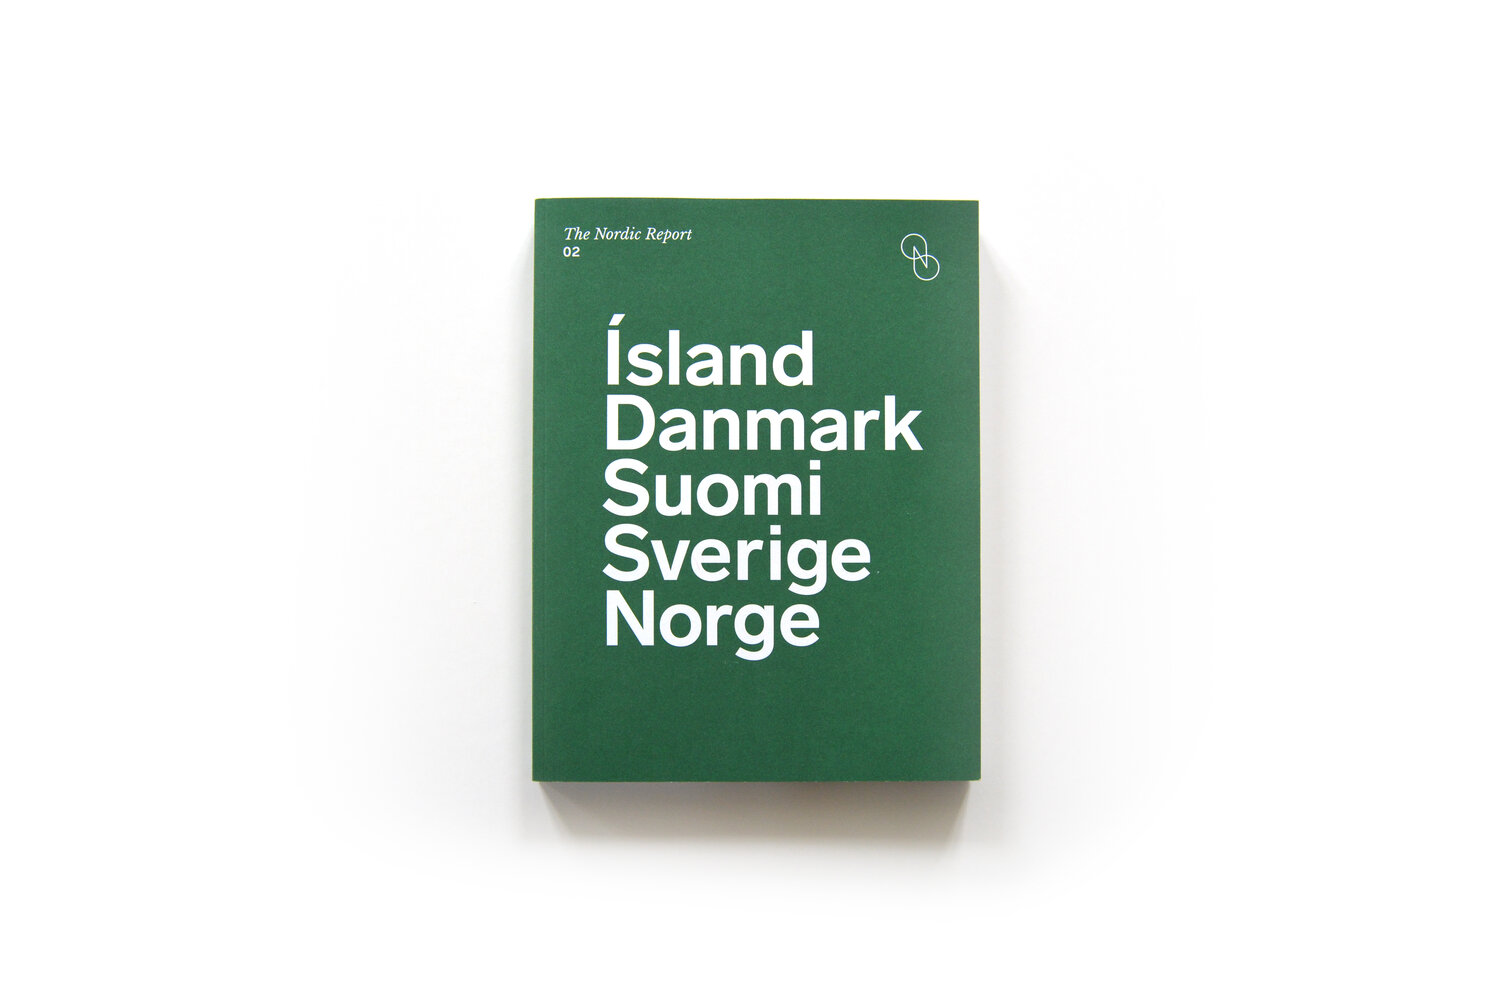 The Nordic Report
02
N
Ísland
Danmark
Suomi
Sverige
Norge